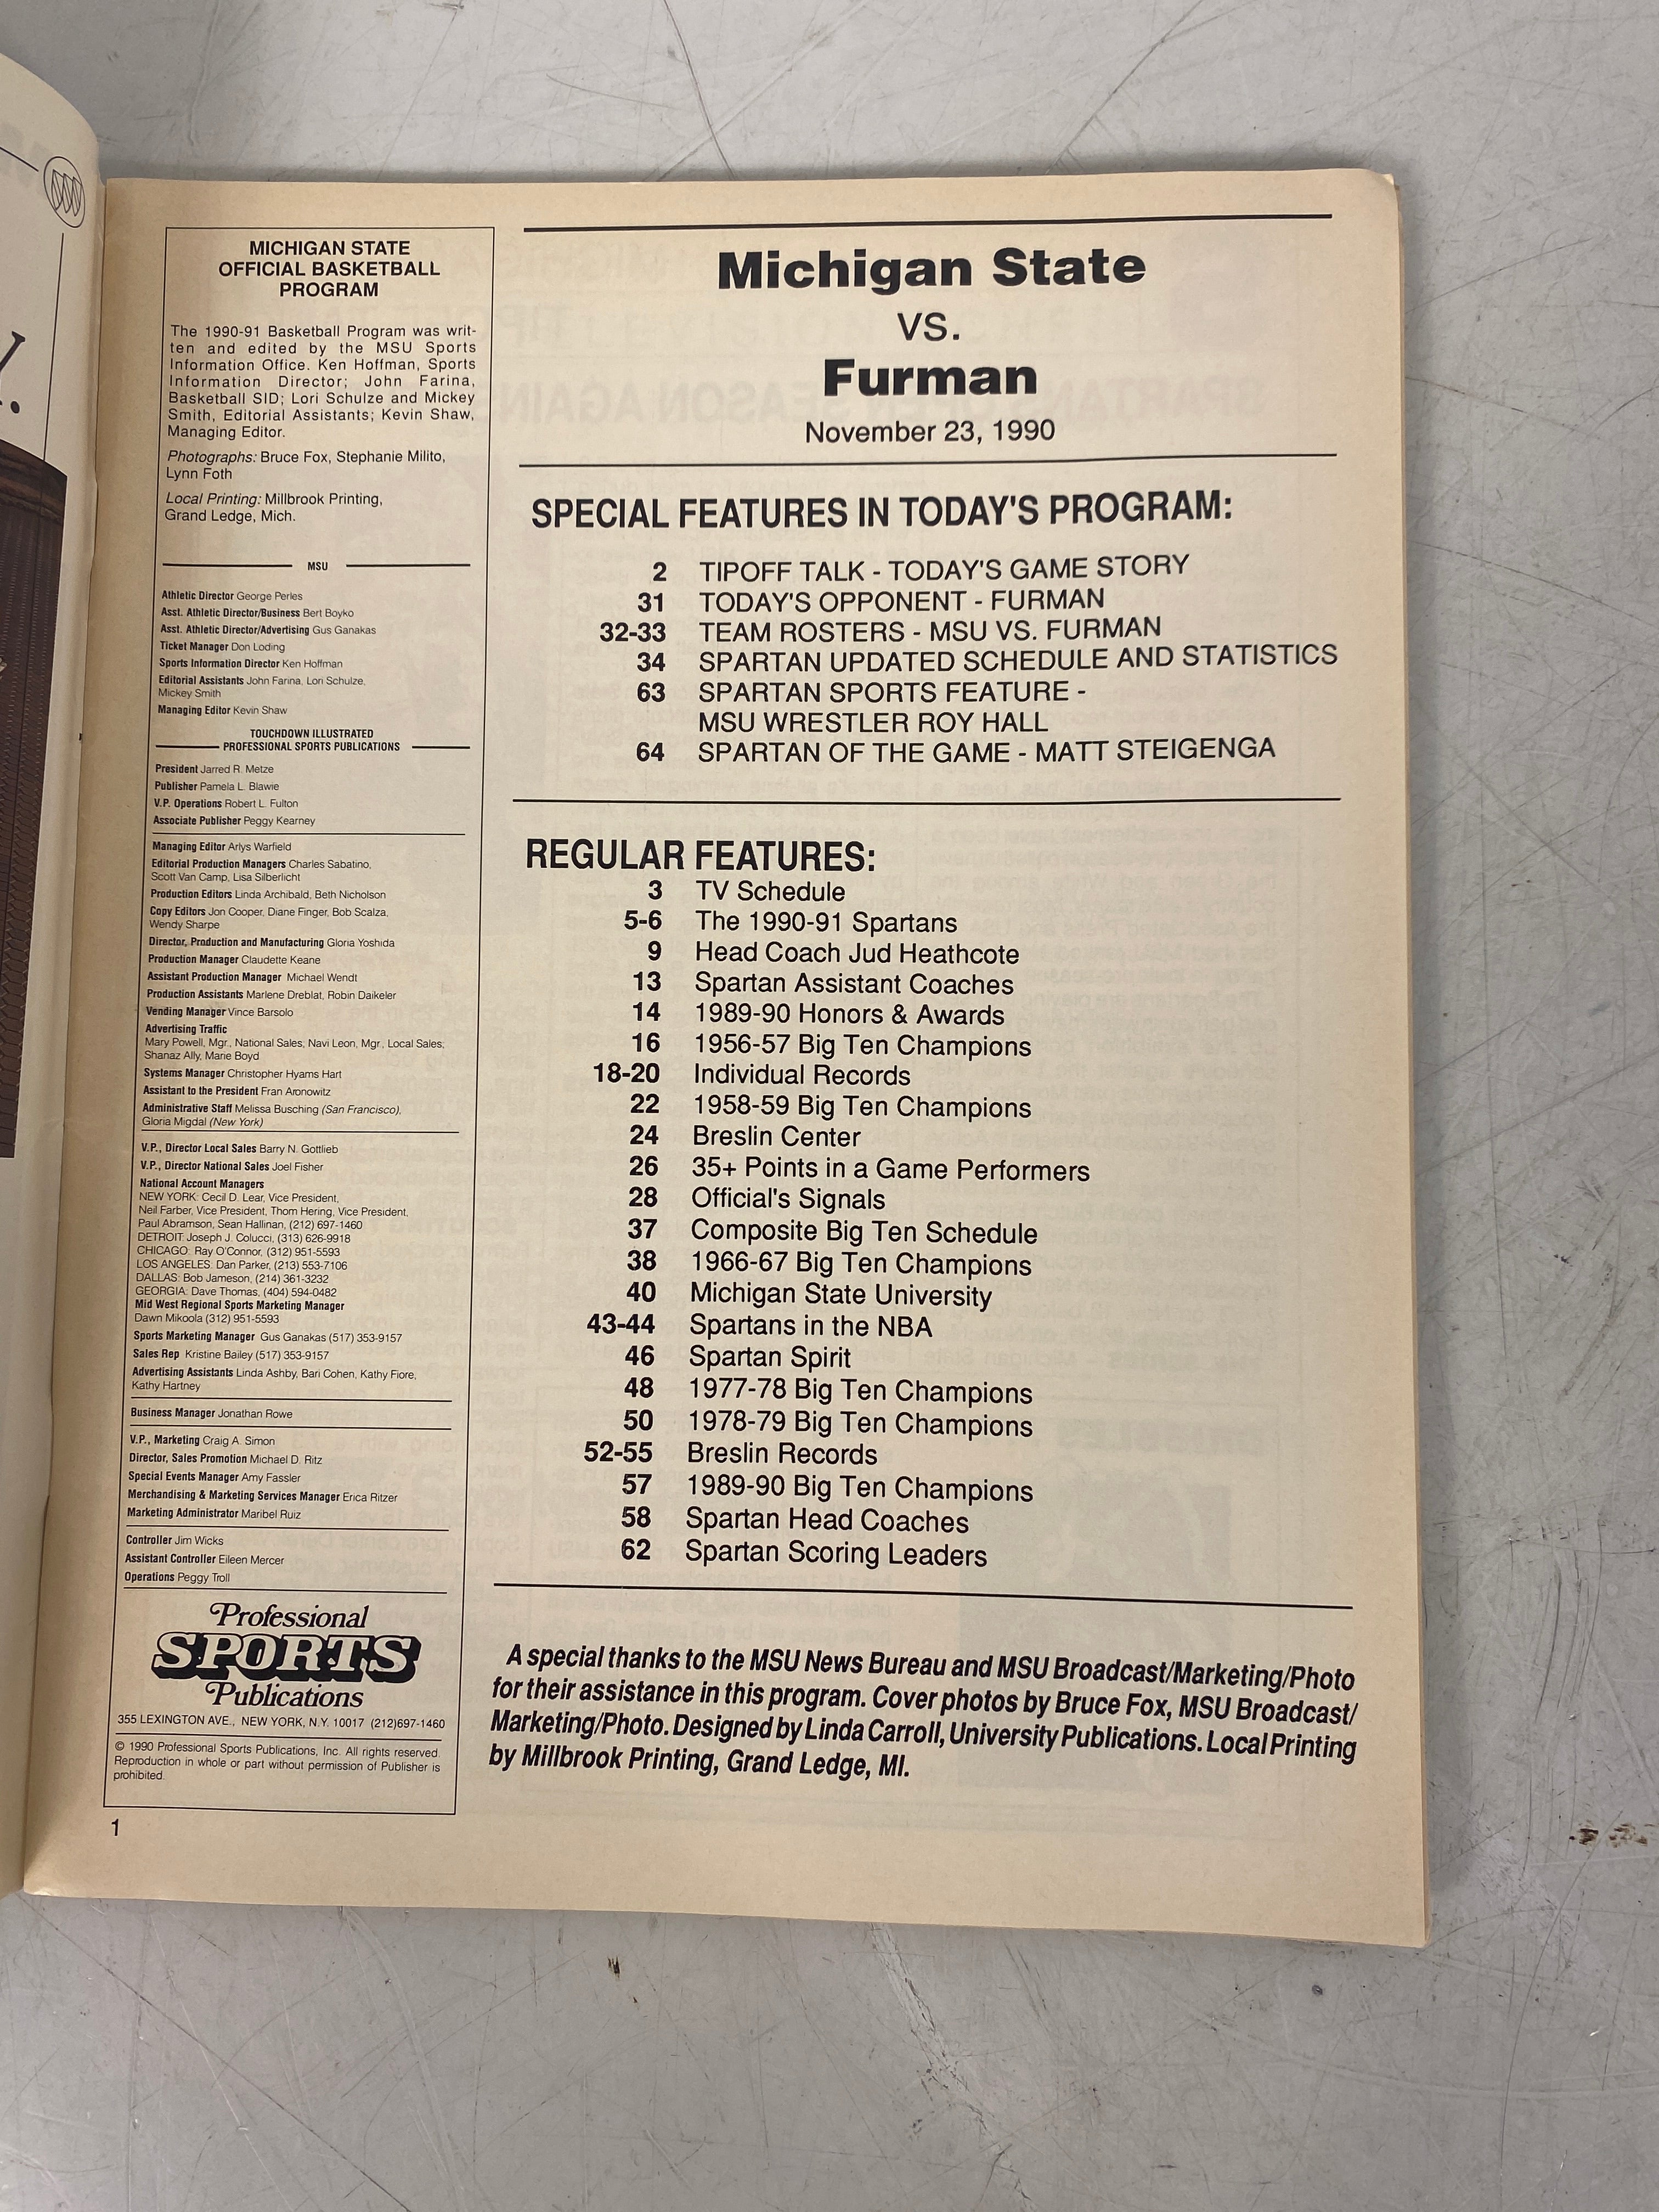 Y.
MICHIGAN STATE
OFFICIAL BASKETBALL
PROGRAM
The 1990-91 Basketball Program was writ-
ten and edited by the MSU Sports
Information Office. Ken Hoffman, Sports
Information Director; John Farina,
Basketball SID; Lori Schulze and Mickey
Smith, Editorial Assistants; Kevin Shaw,
Managing Editor.
Photographs: Bruce Fox, Stephanie Milito,
Lynn Foth
Local Printing: Millbrook Printing,
Grand Ledge, Mich.
MSU
Athletic Director George Perles
Asst. Athletic Director/Business Bert Boyko
Asst. Athletic Director/Advertising Gus Ganakas
Ticket Manager Don Loding
Sports Information Director Ken Hoffman
Editorial Assistants John Farina, Lori Schulze,
Mickey Smith
Managing Editor Kevin Shaw
TOUCHDOWN ILLUSTRATED
PROFESSIONAL SPORTS PUBLICATIONS
President Jarred R. Metze
Publisher Pamela L. Blawie
V.P. Operations Robert L. Fulton
Associate Publisher Peggy Kearney
Managing Editor Arlys Warfield
Editorial Production Managers Charles Sabatino,
Scott Van Camp, Lisa Silberlicht
Production Editors Linda Archibald, Beth Nicholson
Copy Editors Jon Cooper, Diane Finger, Bob Scalza,
Wendy Sharpe
Director, Production and Manufacturing Gloria Yoshida
Production Manager Claudette Keane
Assistant Production Manager Michael Wendt
Production Assistants Marlene Dreblat, Robin Daikeler
Vending Manager Vince Barsolo
Advertising Traffic
Mary Powell, Mgr., National Sales; Navi Leon, Mgr., Local Sales;
Shanaz Ally, Marie Boyd
Systems Manager Christopher Hyams Hart
Assistant to the President Fran Aronowitz
Administrative Staff Melissa Busching (San Francisco),
Gloria Migdal (New York)
V.P., Director Local Sales Barry N. Gottlieb
V.P., Director National Sales Joel Fisher
National Account Managers
NEW YORK: Cecil D. Lear, Vice President,
Neil Farber, Vice President, Thom Hering, Vice President,
Paul Abramson, Sean Hallinan, (212) 697-1460
DETROIT: Joseph J. Colucci, (313) 626-9918
CHICAGO: Ray O'Connor, (312) 951-5593
LOS ANGELES: Dan Parker, (213) 553-7106
DALLAS: Bob Jameson, (214) 361-3232
GEORGIA: Dave Thomas, (404) 594-0482
Mid West Regional Sports Marketing Manager
Dawn Mikoola (312) 951-5593
Sports Marketing Manager Gus Ganakas (517) 353-9157
Sales Rep Kristine Bailey (517) 353-9157
Advertising Assistants Linda Ashby, Bari Cohen, Kathy Fiore,
Kathy Hartney
Business Manager Jonathan Rowe
V.P., Marketing Craig A. Simon
Director, Sales Promotion Michael D. Ritz
Special Events Manager Amy Fassler
Merchandising & Marketing Services Manager Erica Ritzer
Marketing Administrator Maribel Ruiz
Controller Jim Wicks
Assistant Controller Eileen Mercer
Operations Peggy Troll
Professional
SPORTS
Publications
355 LEXINGTON AVE., NEW YORK, N.Y. 10017 (212)697-1460
© 1990 Professional Sports Publications, Inc. All rights reserved.
Reproduction in whole or part without permission of Publisher is
prohibited.
1
Michigan State
VS.
Furman
November 23, 1990
SPECIAL FEATURES IN TODAY'S PROGRAM:
2 TIPOFF TALK - TODAY'S GAME STORY
31 TODAY'S OPPONENT - FURMAN
32-33 TEAM ROSTERS - MSU VS. FURMAN
34 SPARTAN UPDATED SCHEDULE AND STATISTICS
63 SPARTAN SPORTS FEATURE -
MSU WRESTLER ROY HALL
64 SPARTAN OF THE GAME - MATT STEIGENGA
REGULAR FEATURES:
3 TV Schedule
5-6 The 1990-91 Spartans
9 Head Coach Jud Heathcote
13 Spartan Assistant Coaches
14 1989-90 Honors & Awards
16 1956-57 Big Ten Champions
18-20 Individual Records
22 1958-59 Big Ten Champions
24 Breslin Center
26 35+ Points in a Game Performers
28 Official's Signals
37 Composite Big Ten Schedule
38 1966-67 Big Ten Champions
40 Michigan State University
43-44 Spartans in the NBA
46 Spartan Spirit
48 1977-78 Big Ten Champions
50 1978-79 Big Ten Champions
52-55 Breslin Records
57 1989-90 Big Ten Champions
58 Spartan Head Coaches
62 Spartan Scoring Leaders
A special thanks to the MSU News Bureau and MSU Broadcast/Marketing/Photo
for their assistance in this program. Cover photos by Bruce Fox, MSU Broadcast/
Marketing/Photo. Designed by Linda Carroll, University Publications. Local Printing
by Millbrook Printing, Grand Ledge, MI.